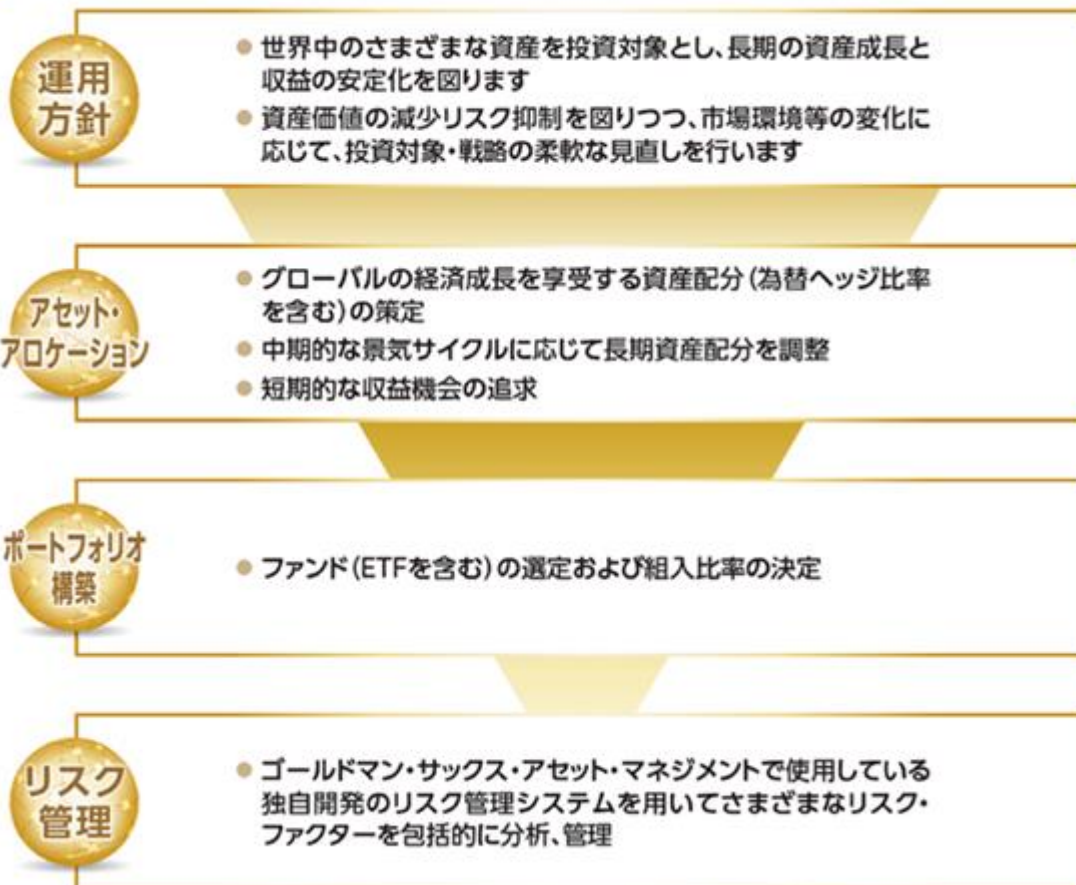 運用
方針
● 世界中のさまざまな資産を投資対象とし、長期の資産成長と
収益の安定化を図ります
● 資産価値の減少リスク抑制を図りつつ、市場環境等の変化に
応じて、投資対象・戦略の柔軟な見直しを行います
アセット・
アロケーション
● グローバルの経済成長を享受する資産配分(為替ヘッジ比率
を含む)の策定
● 中期的な景気サイクルに応じて長期資産配分を調整
● 短期的な収益機会の追求
ポートフォリオ
構築
● ファンド(ETFを含む)の選定および組入比率の決定
リスク
管理
● ゴールドマン・サックス・アセット・マネジメントで使用している
独自開発のリスク管理システムを用いてさまざまなリスク・
ファクターを包括的に分析、管理